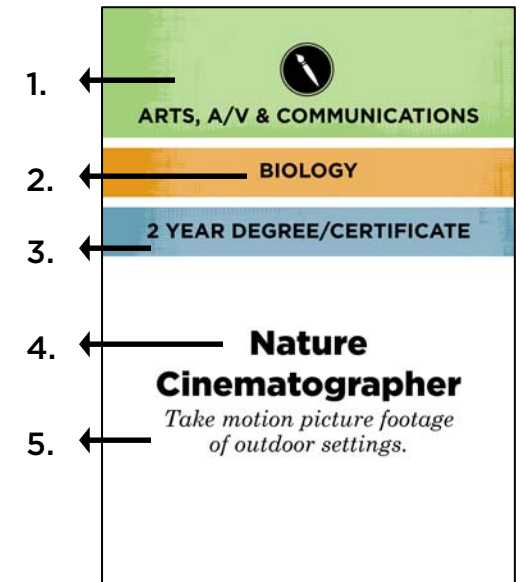 1.
ARTS, A/V & COMMUNICATIONS
2.
BIOLOGY
3.
2 YEAR DEGREE/CERTIFICATE
4.
Nature
Cinematographer
5.
Take motion picture footage
of outdoor settings.